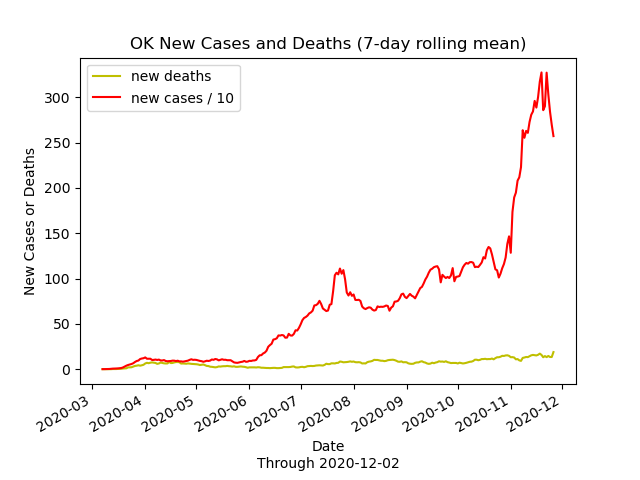 OK New Cases and Deaths (7-day rolling mean)
new deaths
new cases / 10
New Cases or Deaths
300
250
200
150
100
50
0
2020-03
2020-04
2020-05
2020-06
2020-07
2020-08
2020-09
2020-10
2020-11
2020-12
Date
Through 2020-12-02